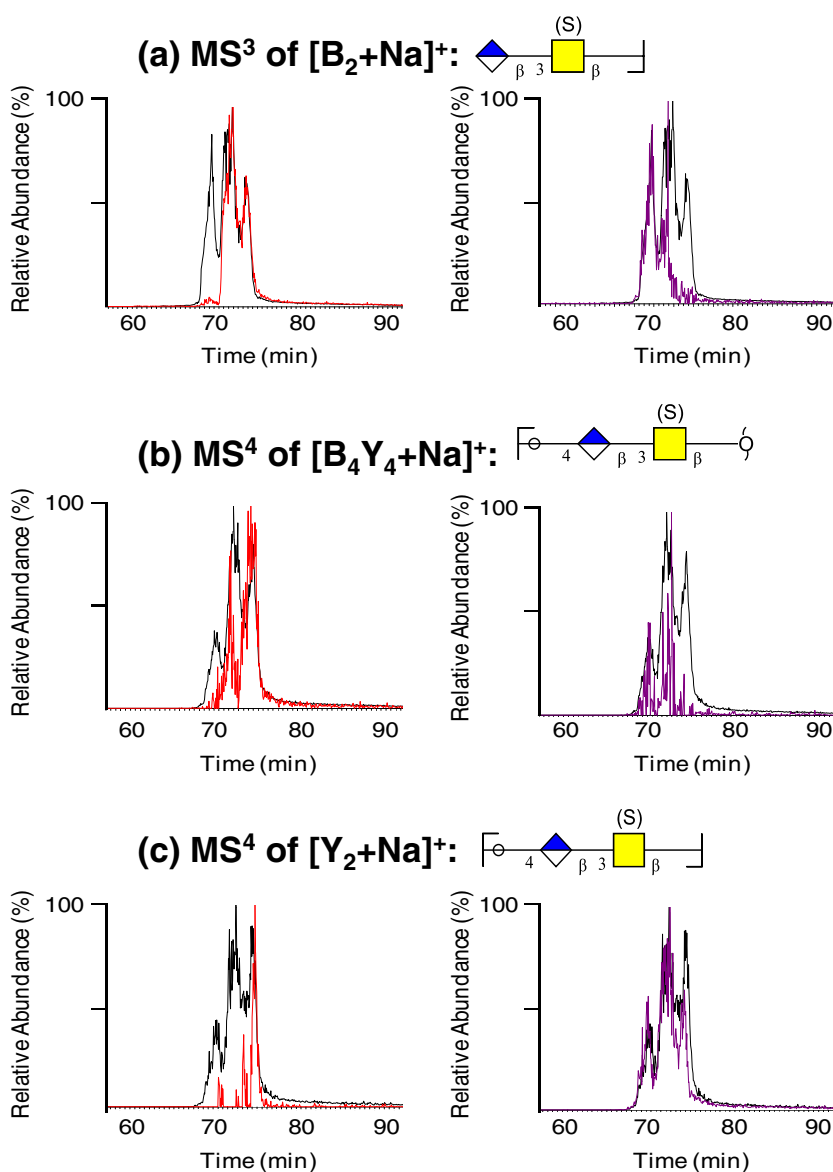 (S)
(a) MS³ of [B₂+Na]⁺:
β 3 β
100 100
Relative Abundance (%) Relative Abundance (%)
60 70 80 90 60 70 80 90
Time (min) Time (min)
(S)
(b) MS⁴ of [B₄Y₄+Na]⁺:
4 β 3 β
100 100
Relative Abundance (%) Relative Abundance (%)
60 70 80 90 60 70 80 90
Time (min) Time (min)
(S)
(c) MS⁴ of [Y₂+Na]⁺:
4 β 3 β
100 100
Relative Abundance (%) Relative Abundance (%)
60 70 80 90 60 70 80 90
Time (min) Time (min)